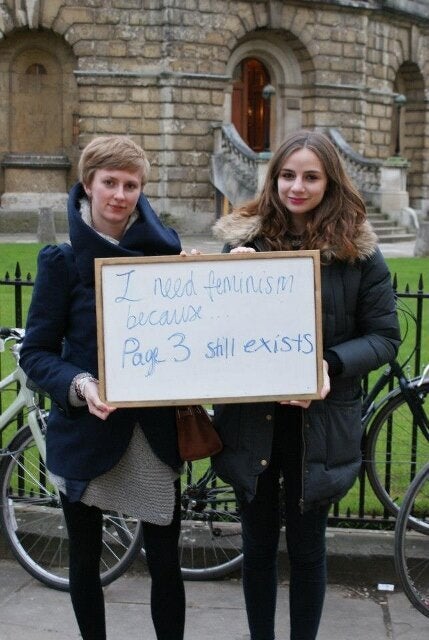 I need feminism
because...
Page 3 still exists